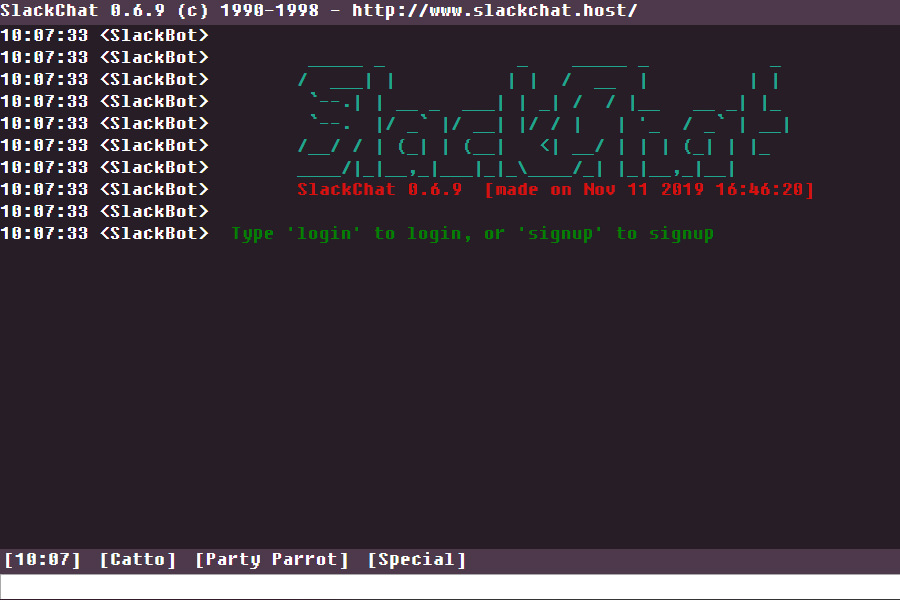 SlackChat 0.6.9 (c) 1990-1998 - http://www.slackchat.host/
10:07:33 <SlackBot>
10:07:33 <SlackBot>
10:07:33 <SlackBot>
10:07:33 <SlackBot>
10:07:33 <SlackBot>
10:07:33 <SlackBot>
10:07:33 <SlackBot>
SlackChat
10:07:33 <SlackBot> SlackChat 0.6.9 [made on Nov 11 2019 16:46:20]
10:07:33 <SlackBot>
10:07:33 <SlackBot> Type 'login' to login, or 'signup' to signup
[10:07] [Catto] [Party Parrot] [Special]